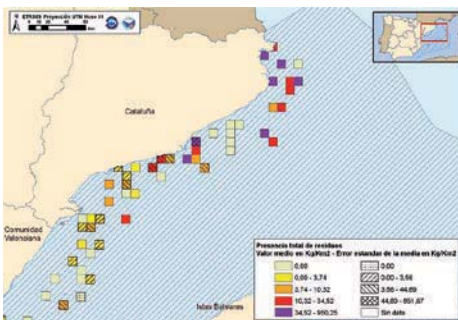 ETRS89 Proyección UTM Huso 31
Cataluña
Comunidad
Valenciana
Islas Baleares
Presencia total de residuos
Valor medio en Kg/Km2 - Error estandar de la media en Kg/Km2
0,00 0,00
0,00 - 3,74 0,00 - 3,56
3,74 - 10,32 3,56 - 44,69
10,32 - 34,52 44,69 - 651,67
34,52 - 950,25 Sin dato